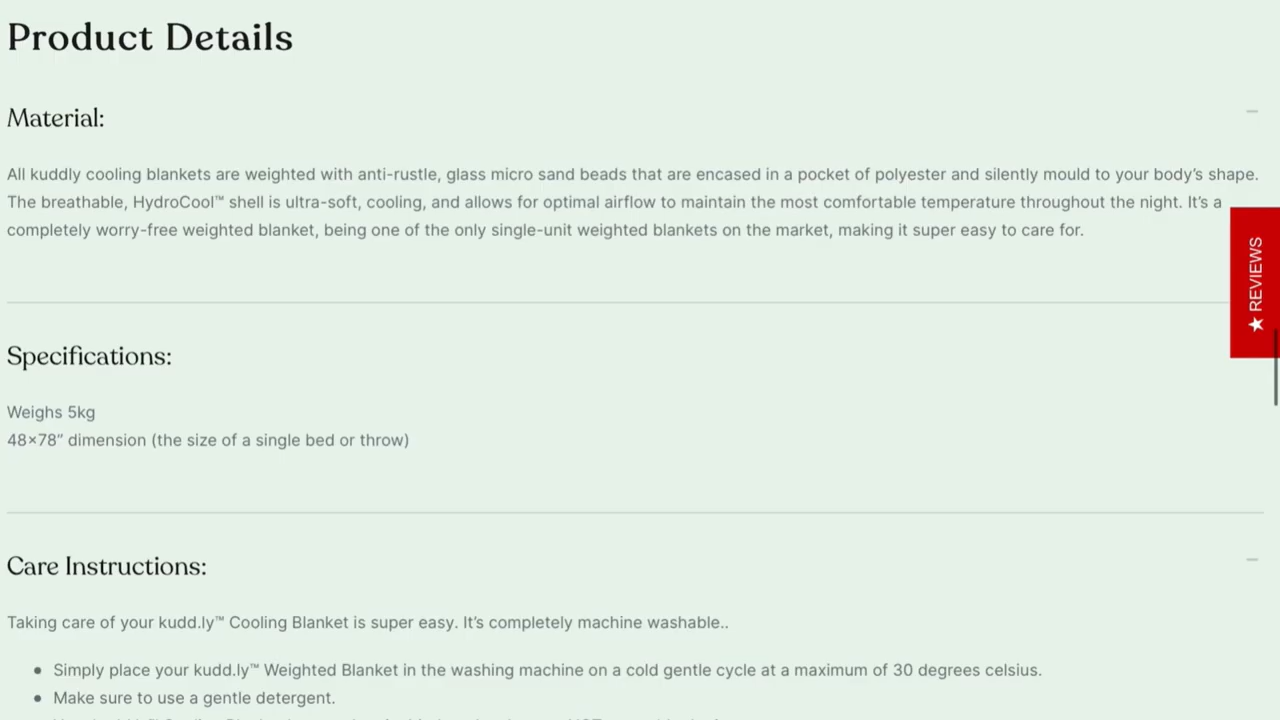 Product Details
Material:
All kuddly cooling blankets are weighted with anti-rustle, glass micro sand beads that are encased in a pocket of polyester and silently mould to your body’s shape.
The breathable, HydroCool™ shell is ultra-soft, cooling, and allows for optimal airflow to maintain the most comfortable temperature throughout the night. It’s a
completely worry-free weighted blanket, being one of the only single-unit weighted blankets on the market, making it super easy to care for.
★ REVIEWS
Specifications:
Weighs 5kg
48×78” dimension (the size of a single bed or throw)
Care Instructions:
Taking care of your kudd.ly™ Cooling Blanket is super easy. It’s completely machine washable..
• Simply place your kudd.ly™ Weighted Blanket in the washing machine on a cold gentle cycle at a maximum of 30 degrees celsius.
• Make sure to use a gentle detergent.